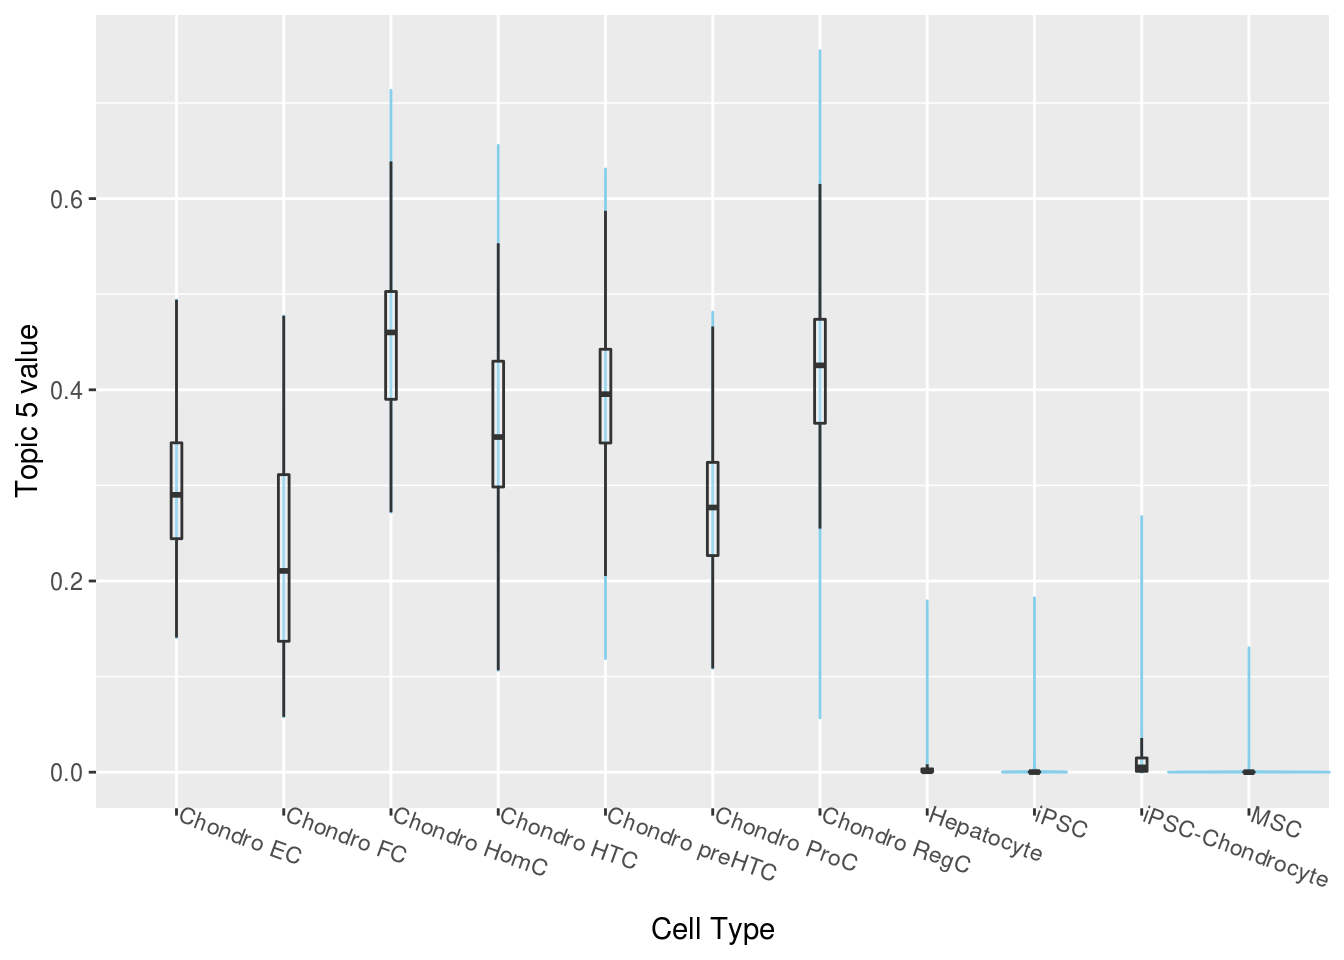 0.6
0.4
0.2
0.0
Topic 5 value
Chondro EC
Chondro FC
Chondro HomC
Chondro HTC
Chondro preHTC
Chondro ProC
Chondro RegC
Hepatocyte
iPSC
iPSC-Chondrocyte
MSC
Cell Type